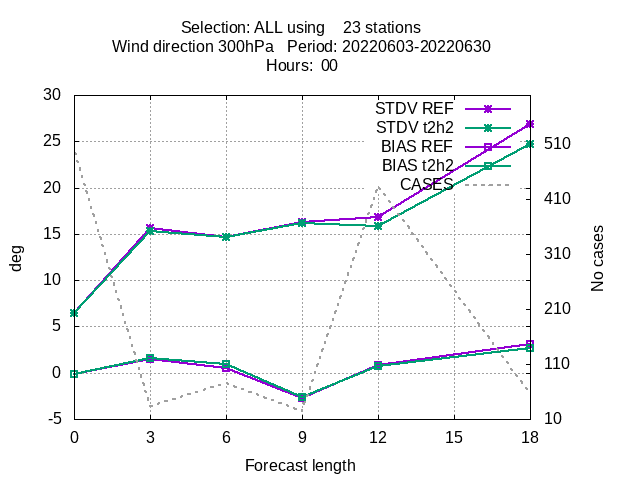 Selection: ALL using    23 stations
Wind direction 300hPa   Period: 20220603-20220630
Hours:  00
30
25
20
15
10
5
0
-5
deg
STDV REF
STDV t2h2
BIAS REF
BIAS t2h2
CASES
510
410
310
210
110
10
No cases
0 3 6 9 12 15 18
Forecast length